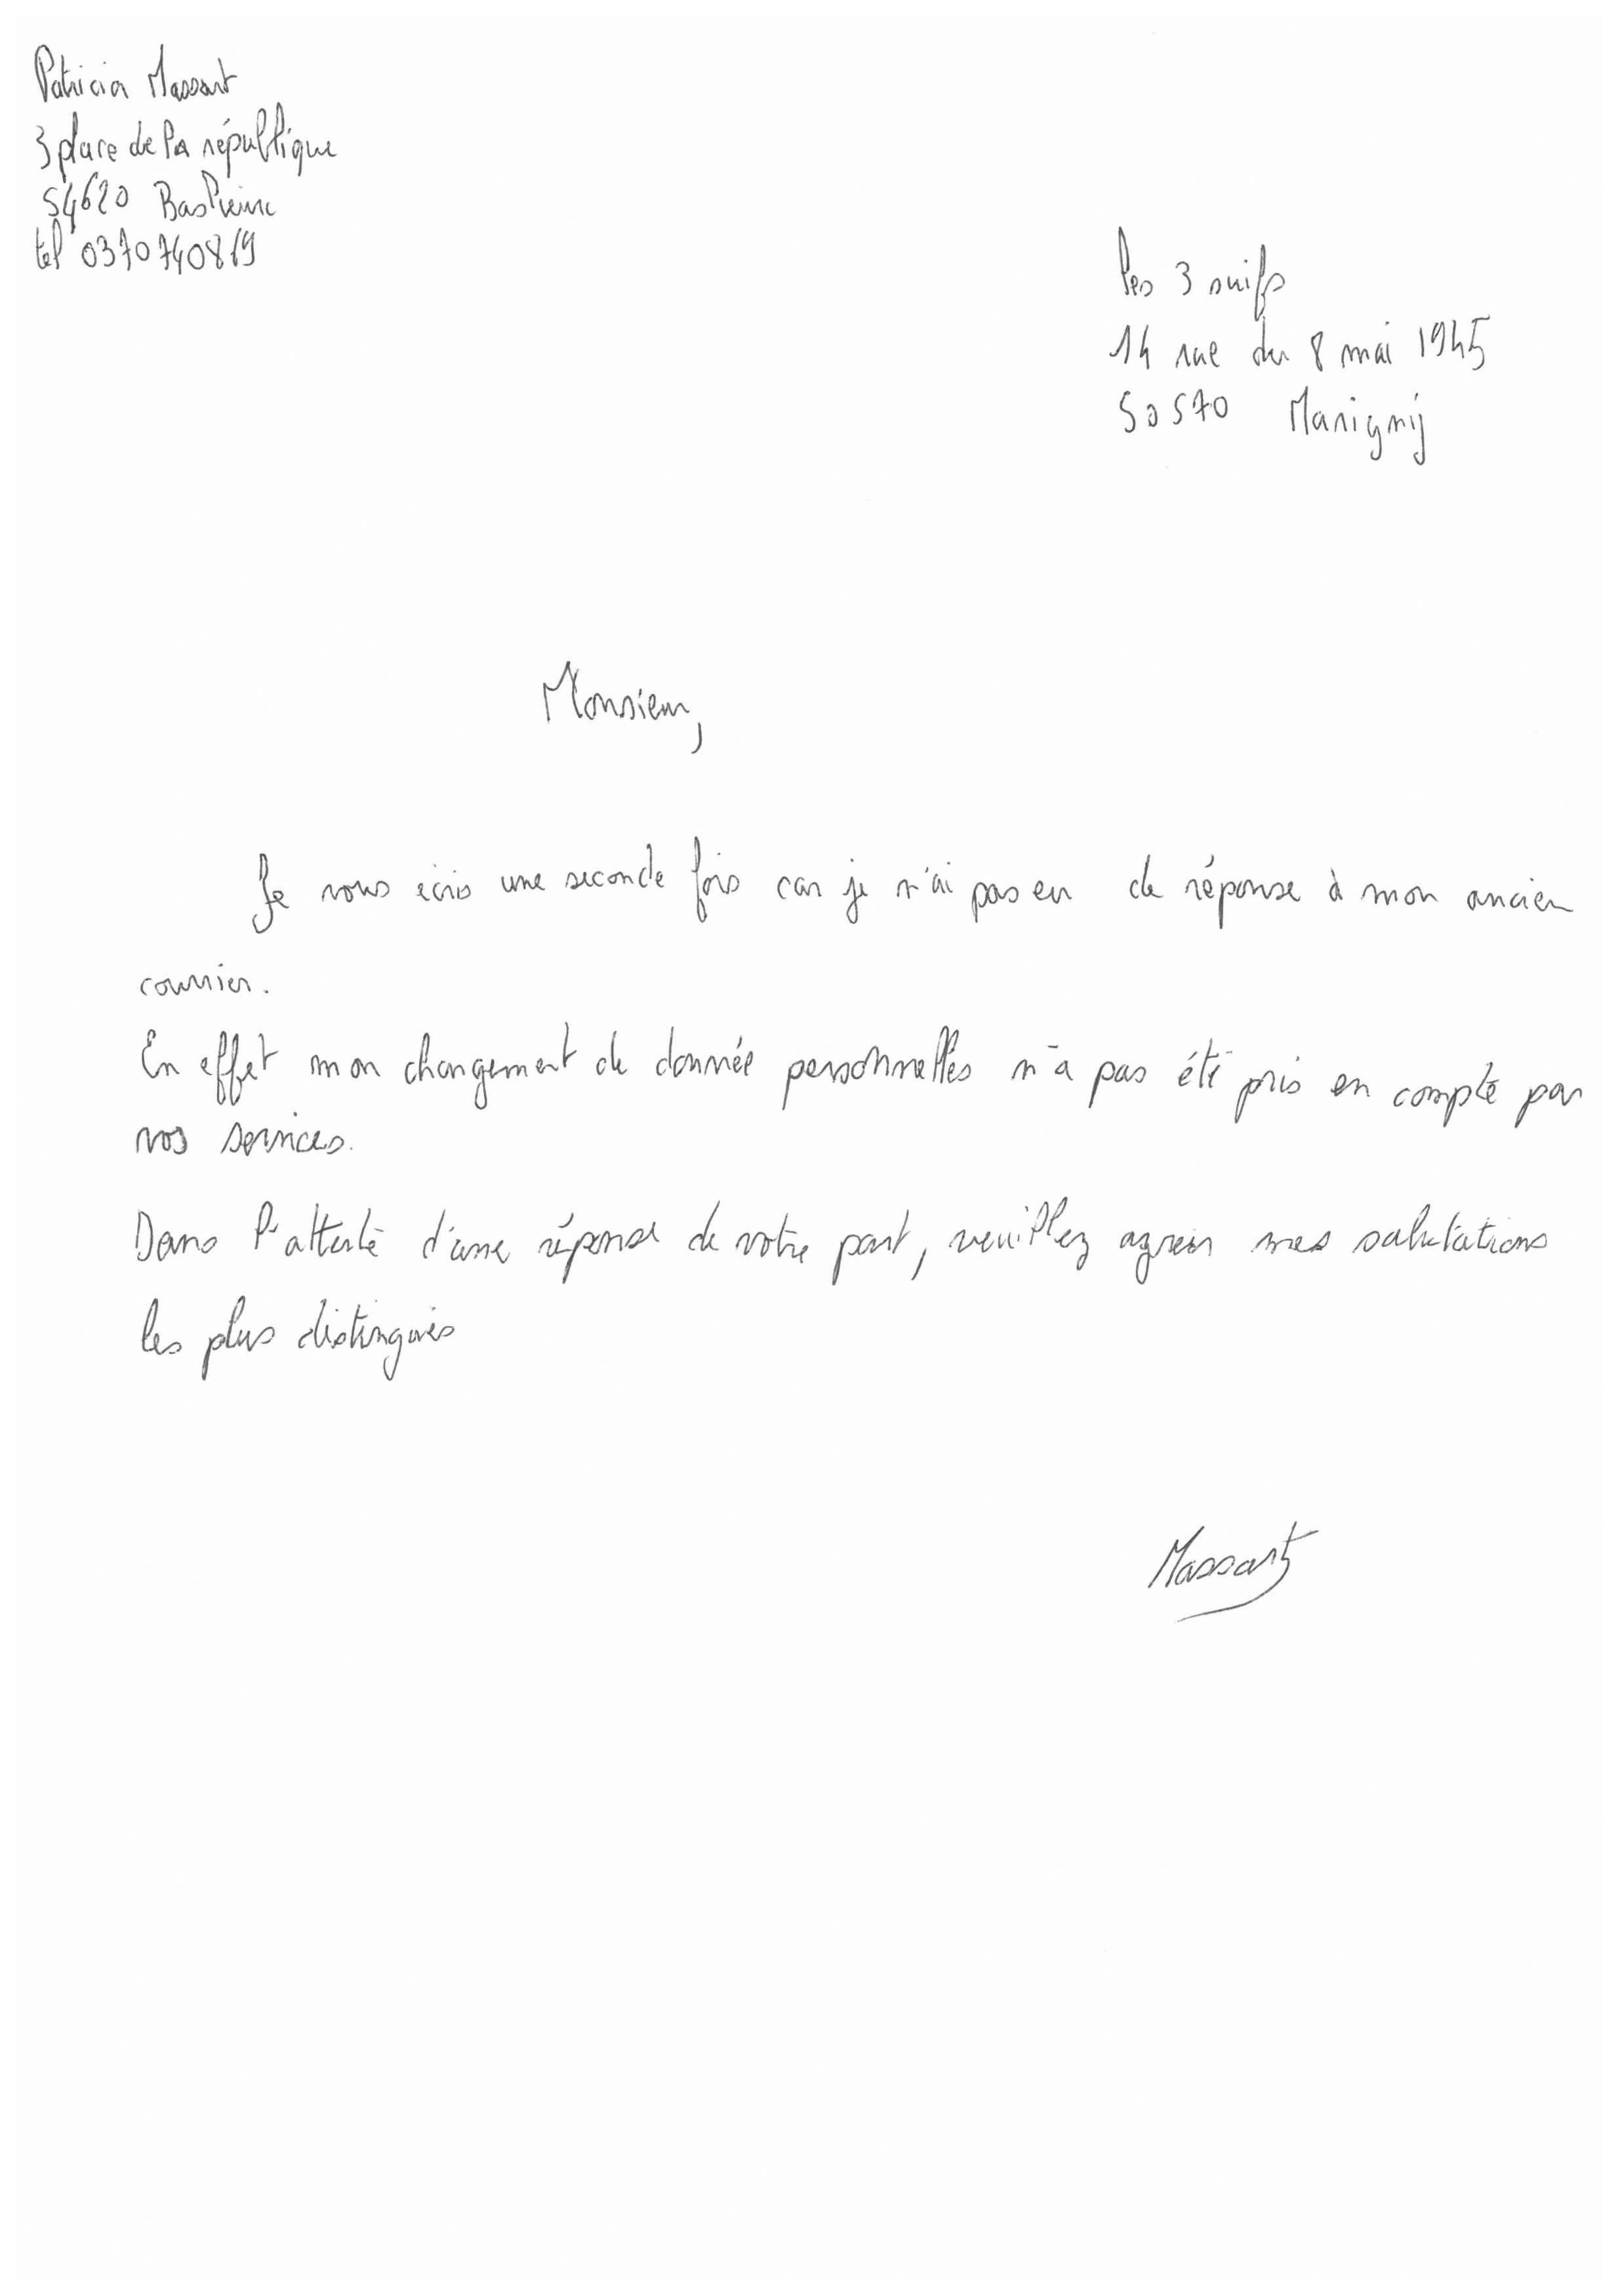 Patricia Massart
3 place de la république
54620 Baslieux
tel 0370740819
les 3 suifs
14 rue du 8 mai 1945
50570 Marigny
Monsieur,
Je vous écris une seconde fois car je n'ai pas eu de réponse à mon ancien
courrier.
En effet mon changement de donnée personnelles n'a pas été pris en compte par
vos services.
Dans l'attente d'une réponse de votre part, veuillez agréer mes salutations
les plus distingués
Massart